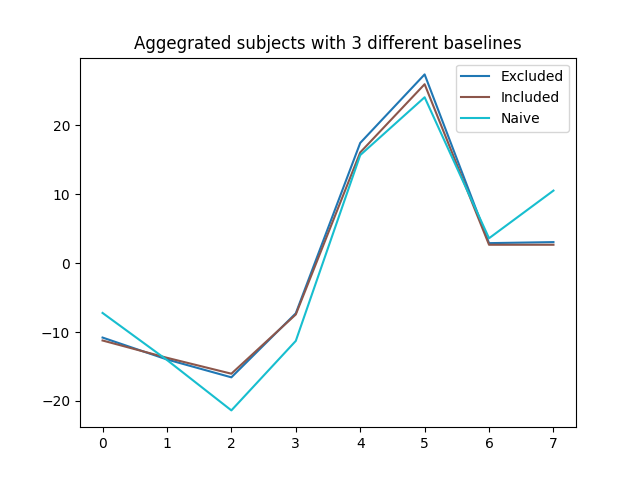 Aggegrated subjects with 3 different baselines
Excluded
Included
Naive
20
10
0
−10
−20
0 1 2 3 4 5 6 7